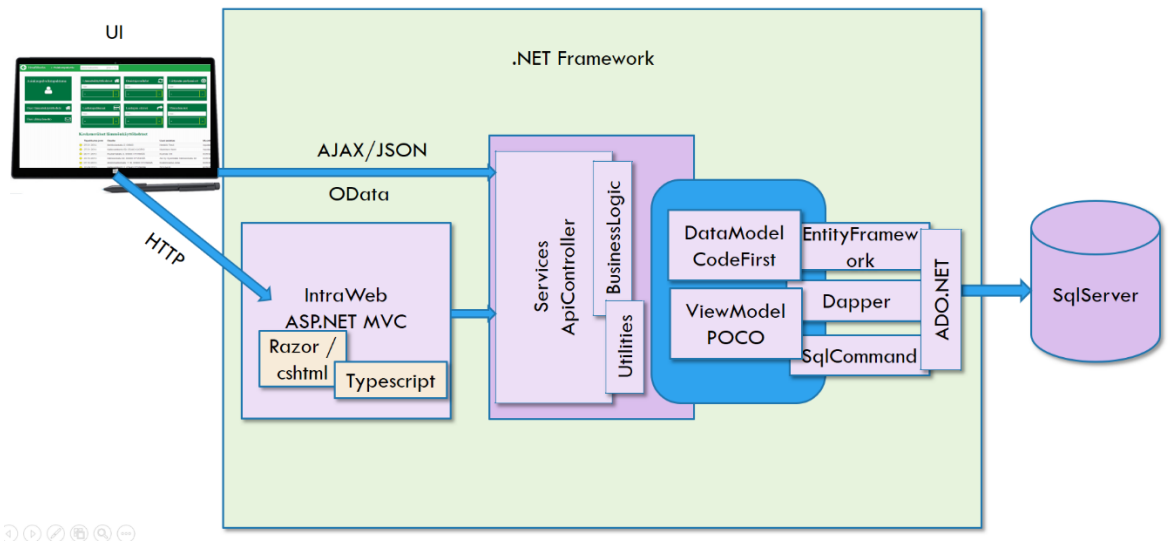 UI
.NET Framework
AJAX/JSON
OData
HTTP
IntraWeb
ASP.NET MVC
Razor /
cshtml
Typescript
Services
ApiController
BusinessLogic
Utilities
DataModel
CodeFirst
ViewModel
POCO
EntityFramew
ork
Dapper
SqlCommand
ADO.NET
SqlServer